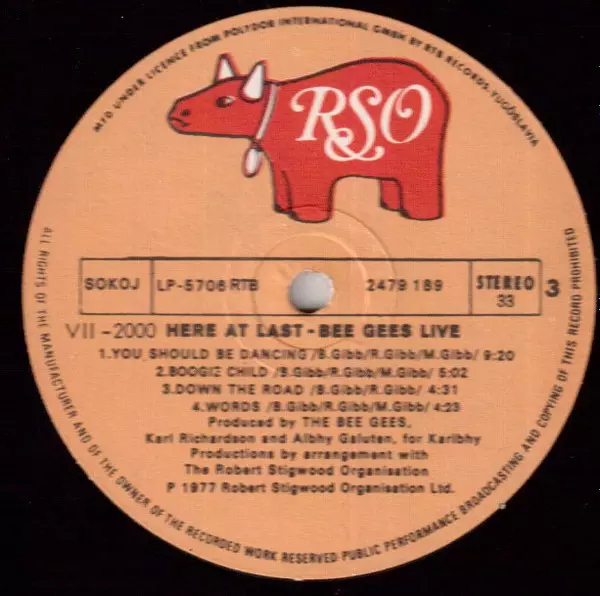 MFD UNDER LICENCE FROM POLYDOR INTERNATIONAL GMBH BY RTB RECORDS-YUGOSLAVIA
RSO
SOKOJ LP-5706 RTB 2479 189 STEREO 33 3
VII-2000 HERE AT LAST-BEE GEES LIVE
1.YOU SHOULD BE DANCING /B.Gibb/R.Gibb/M.Gibb/ 9:20
2.BOOGIE CHILD /B.Gibb/R.Gibb/M.Gibb/ 5:02
3.DOWN THE ROAD /B.Gibb/R.Gibb/ 4:31
4.WORDS /B.Gibb/R.Gibb/M.Gibb/ 4:23
Produced by THE BEE GEES,
Karl Richardson and Albhy Galuten, for Karlbhy
Productions by arrangement with
The Robert Stigwood Organisation
P 1977 Robert Stigwood Organisation Ltd.
ALL RIGHTS OF THE MANUFACTURER AND OF THE OWNER OF THE RECORDED WORK RESERVED·PUBLIC PERFORMANCE BROADCASTING AND COPYING OF THIS RECORD PROHIBITED